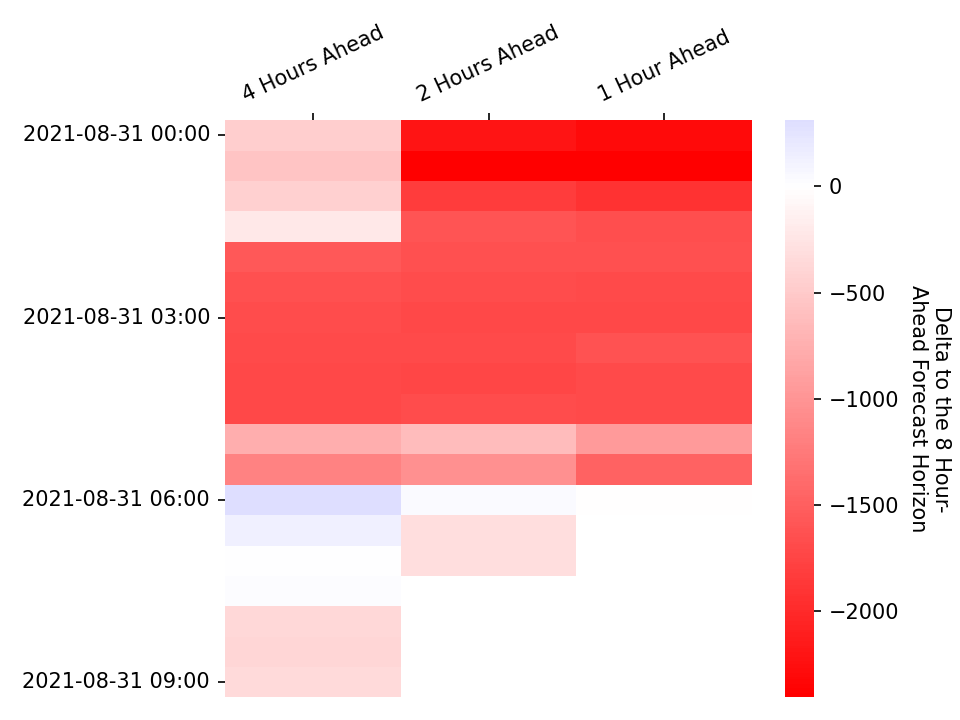 4 Hours Ahead
2 Hours Ahead
1 Hour Ahead
2021-08-31 00:00
2021-08-31 03:00
2021-08-31 06:00
2021-08-31 09:00
0
−500
−1000
−1500
−2000
Delta to the 8 Hour-
Ahead Forecast Horizon